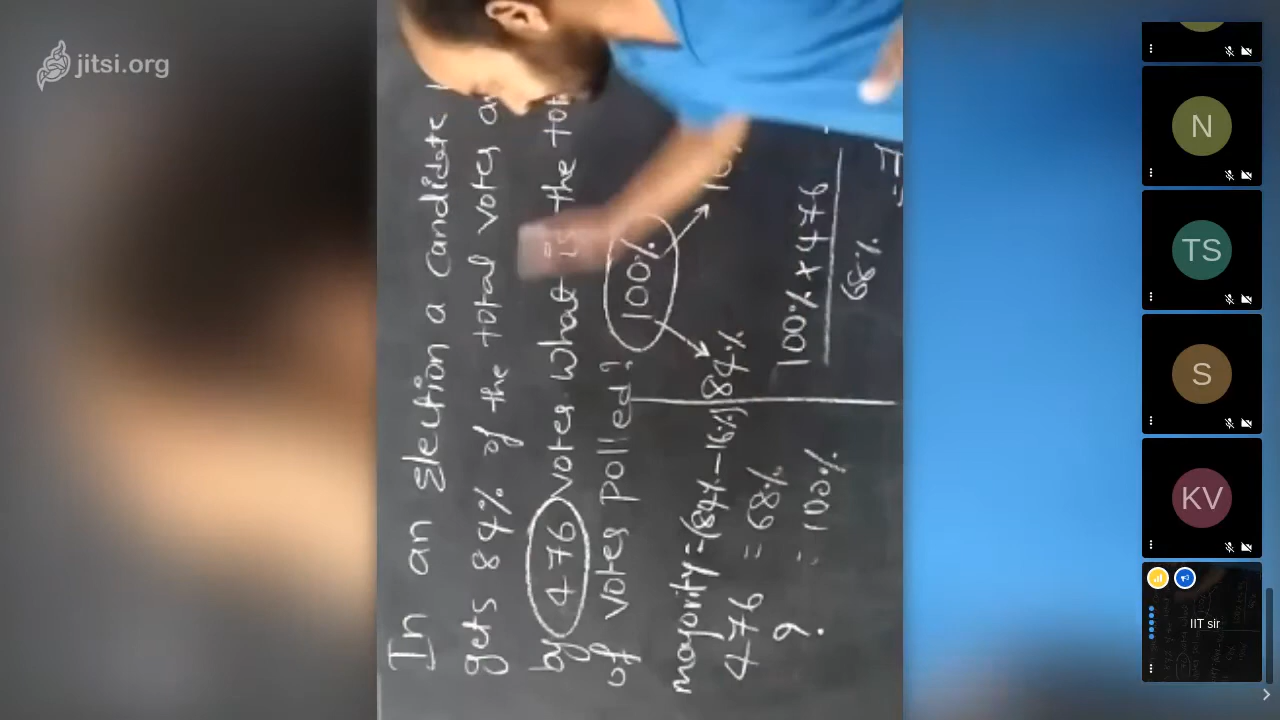 jitsi.org
In an Election a candidate
gets 84% of the total votes
by 476 votes. What is the
of votes polled?
100%
majority = (84% - 16%)
84%
476 = 68%
? = 100%
100% × 476
68%
N
TS
S
KV
IIT sir